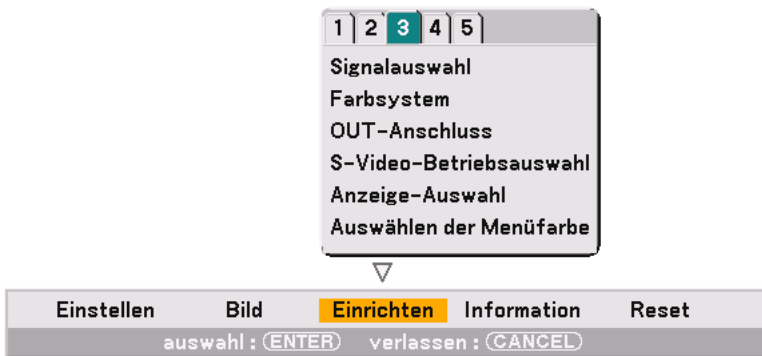 1 2 3 4 5
Signalauswahl
Farbsystem
OUT-Anschluss
S-Video-Betriebsauswahl
Anzeige-Auswahl
Auswählen der Menüfarbe
Einstellen Bild Einrichten Information Reset
auswahl : ENTER verlassen : CANCEL